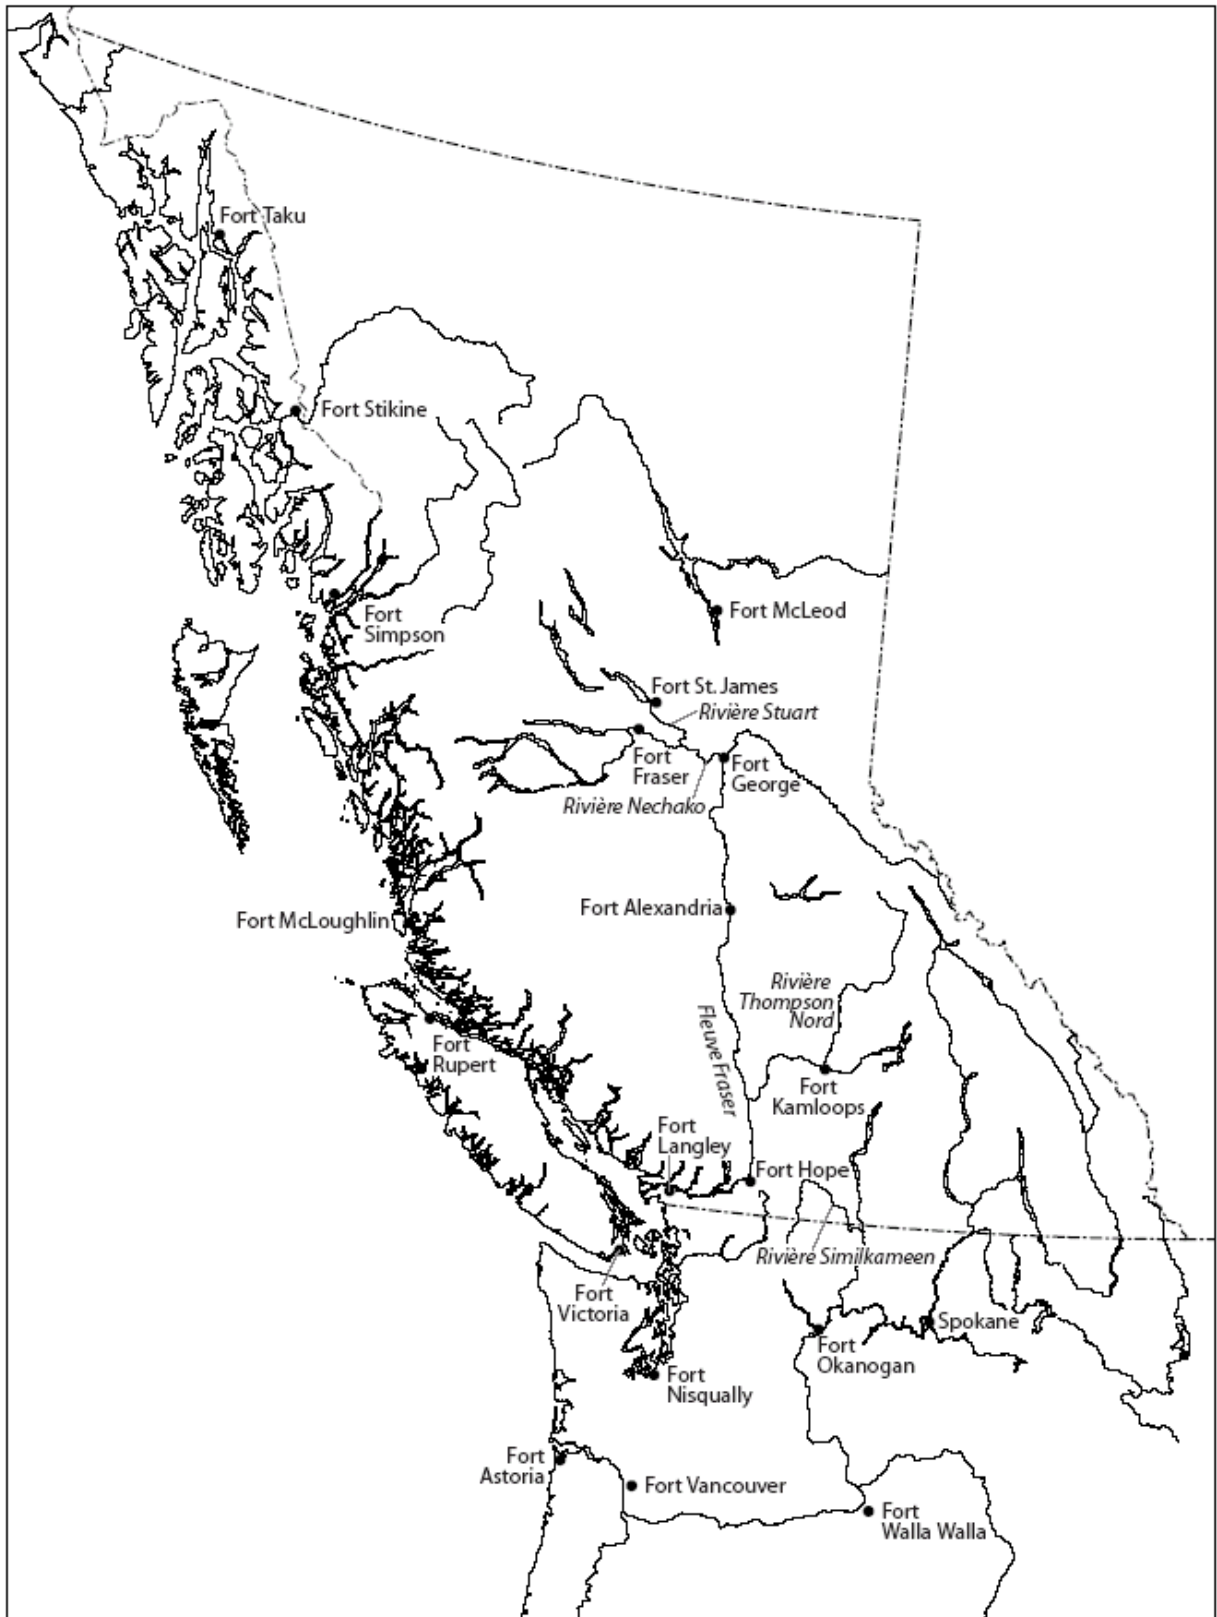 Fort Taku
Fort Stikine
Fort
Simpson
Fort McLeod
Fort St. James
Rivière Stuart
Fort
Fraser
Fort
George
Rivière Nechako
Fort Alexandria
Fort McLoughlin
Rivière
Thompson
Nord
Fleuve Fraser
Fort
Rupert
Fort
Kamloops
Fort
Langley
Fort Hope
Rivière Similkameen
Fort
Victoria
Spokane
Fort
Okanogan
Fort
Nisqually
Fort
Astoria
Fort Vancouver
Fort
Walla Walla